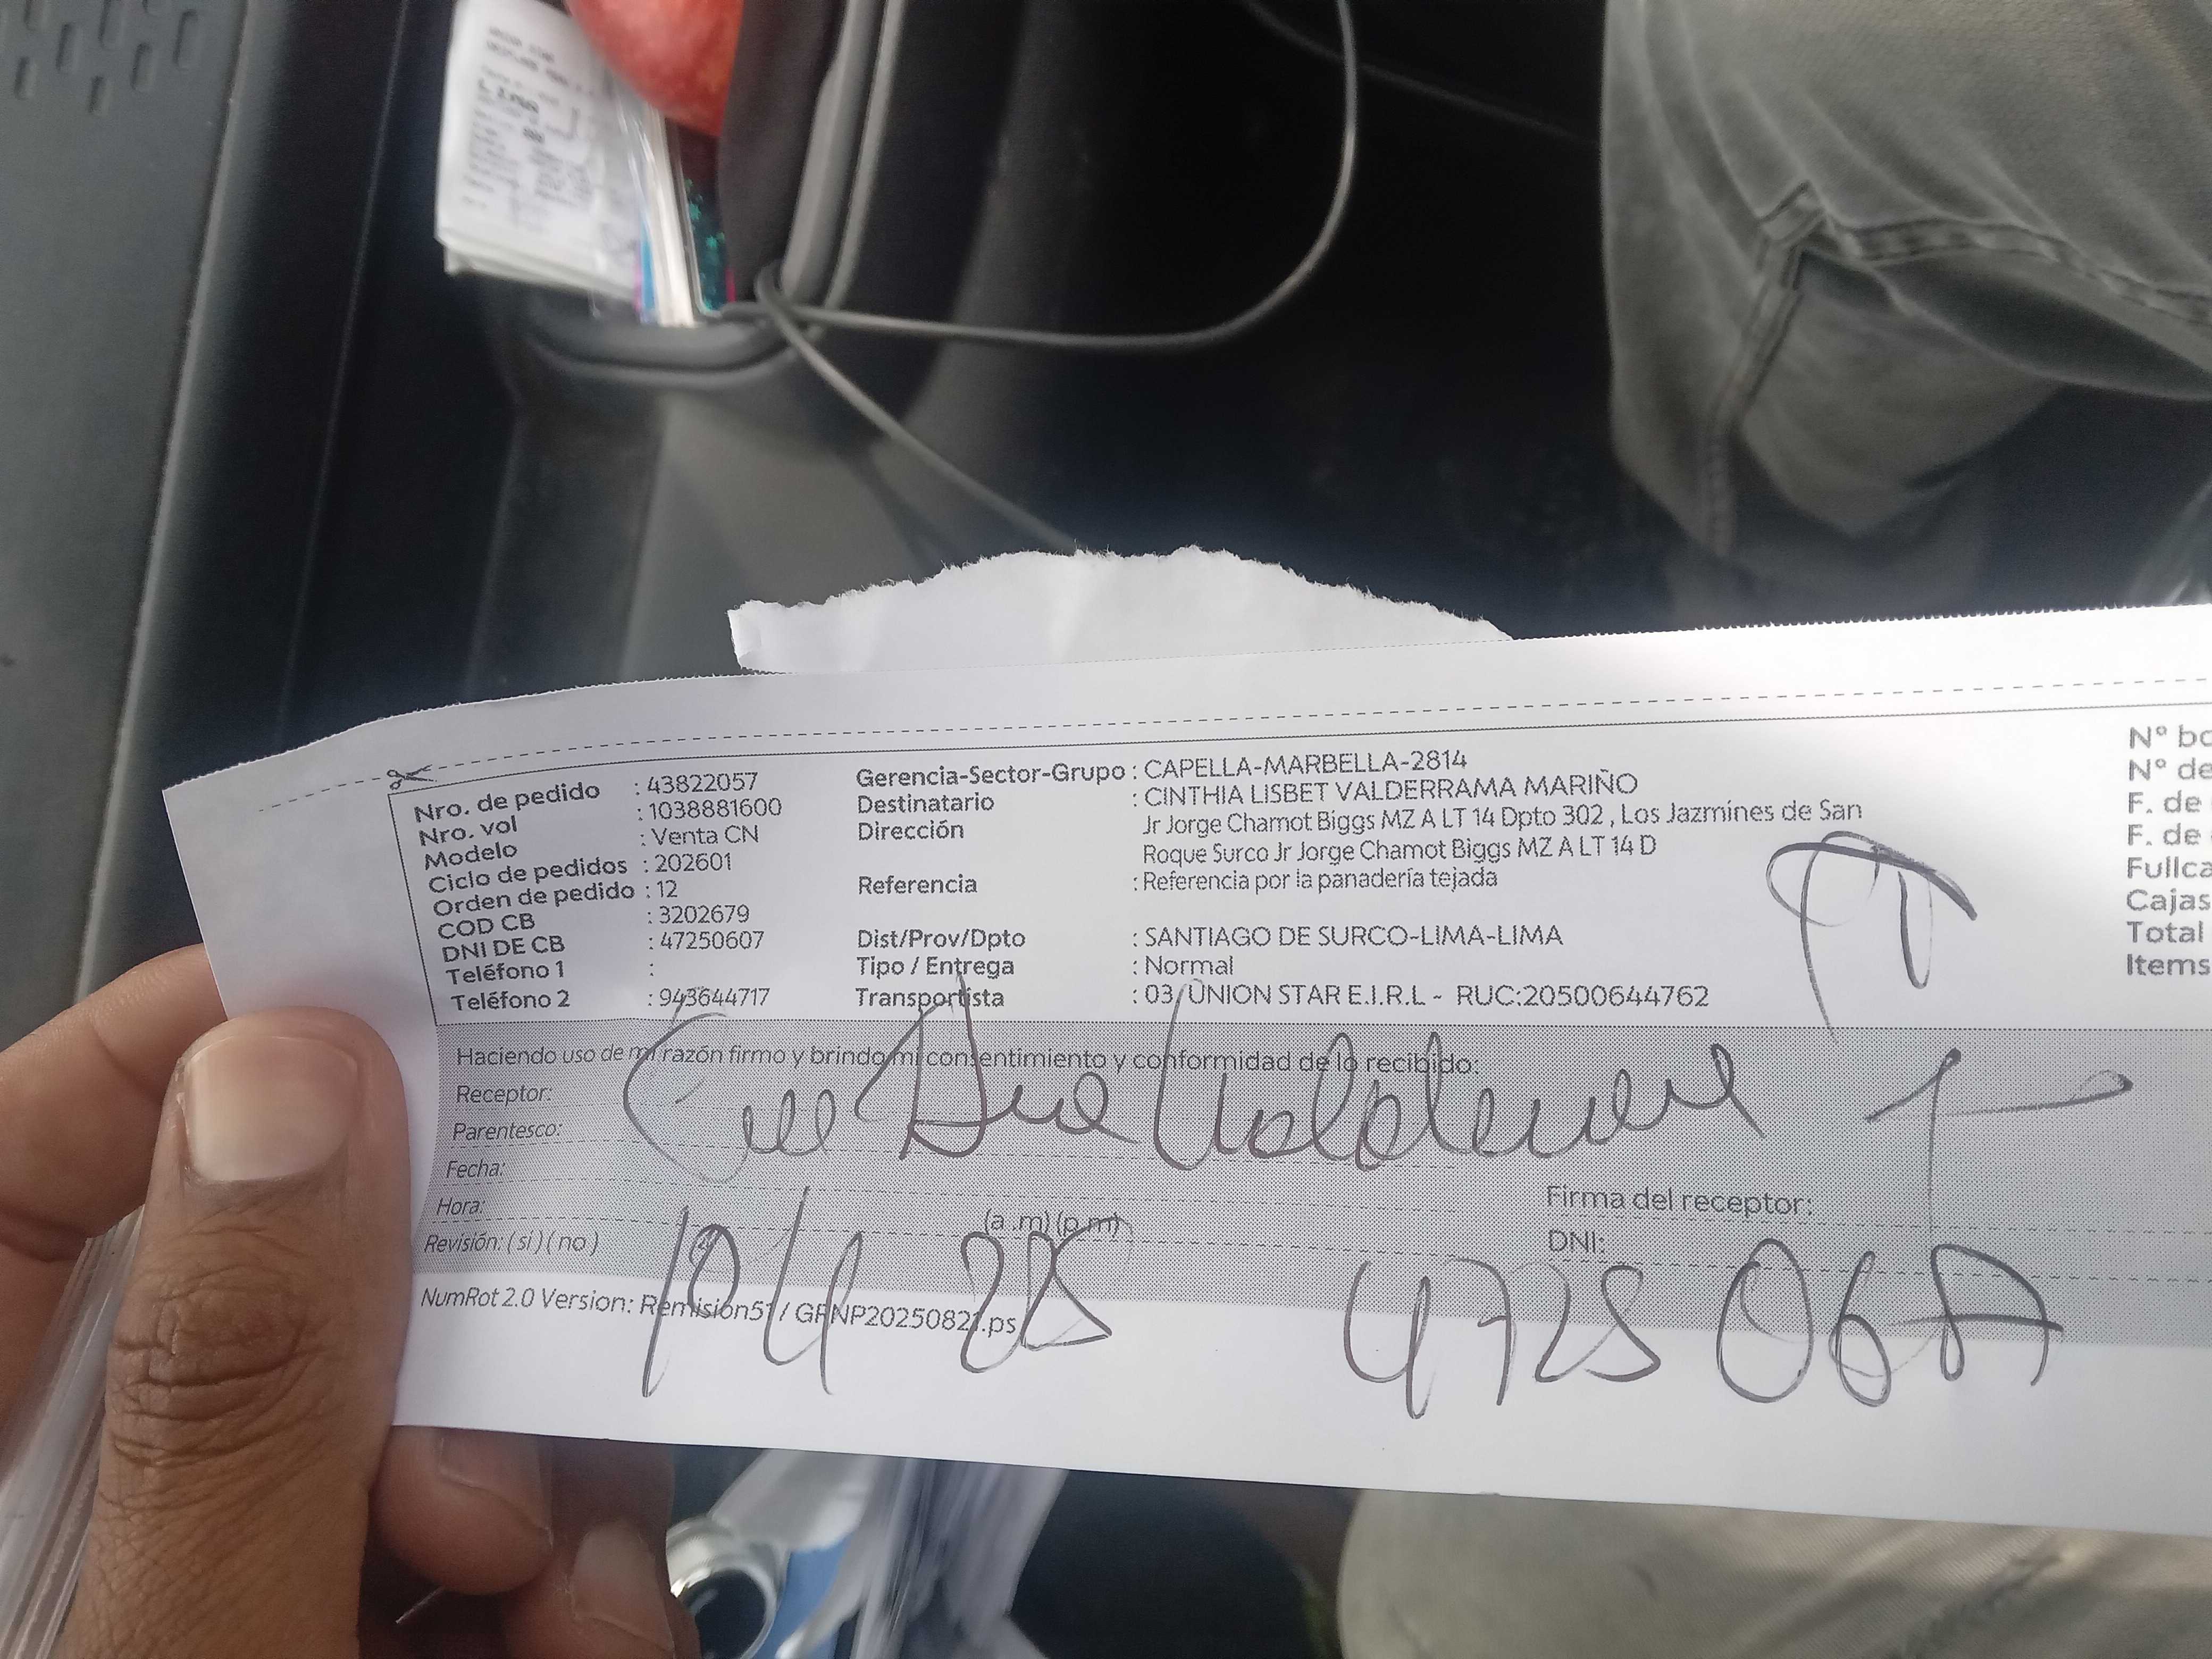 Nro. de pedido : 43822057
Nro. vol : 1038881600
Modelo : Venta CN
Ciclo de pedidos : 202601
Orden de pedido : 12
COD CB : 3202679
DNI DE CB : 47250607
Teléfono 1 :
Teléfono 2 : 943644717
Gerencia-Sector-Grupo : CAPELLA-MARBELLA-2814
Destinatario : CINTHIA LISBET VALDERRAMA MARIÑO
Dirección : Jr Jorge Chamot Biggs MZ A LT 14 Dpto 302 , Los Jazmínes de San
Roque Surco Jr Jorge Chamot Biggs MZ A LT 14 D
Referencia : Referencia por la panadería tejada
Dist/Prov/Dpto : SANTIAGO DE SURCO-LIMA-LIMA
Tipo / Entrega : Normal
Transportista : 03 UNION STAR E.I.R.L - RUC:20500644762
N° bo
N° de
F. de
F. de
Fullca
Cajas
Total
Items
Haciendo uso de mi razón firmo y brindo mi consentimiento y conformidad de lo recibido:
Receptor:
Parentesco:
Fecha:
Hora: (a .m) (p.m)
Revisión: ( si ) ( no )
Firma del receptor:
DNI:
NumRot 2.0 Version: Remision51 / GRNP20250821.ps